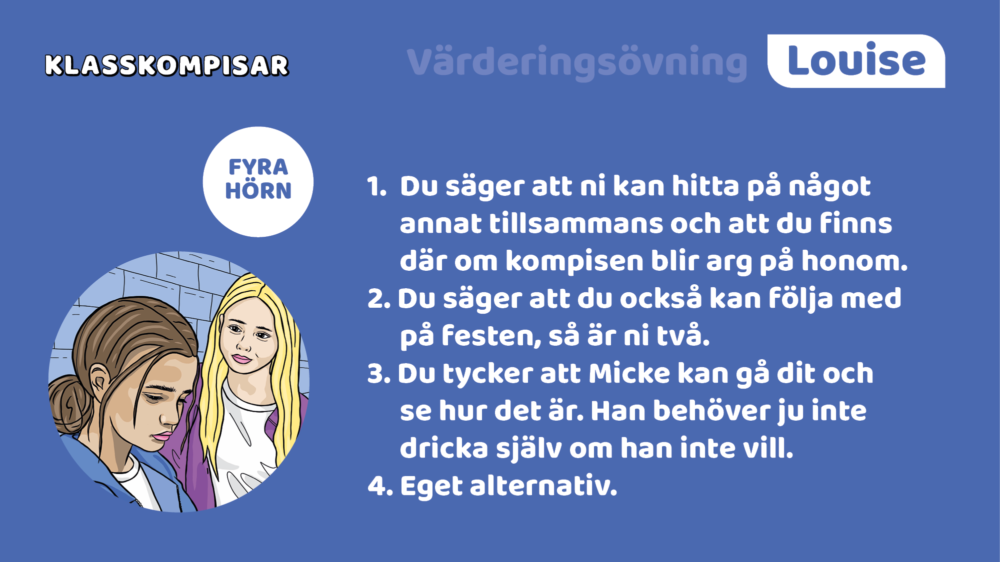 KLASSKOMPISAR
Värderingsövning
Louise
FYRA
HÖRN
1. Du säger att ni kan hitta på något
annat tillsammans och att du finns
där om kompisen blir arg på honom.
2. Du säger att du också kan följa med
på festen, så är ni två.
3. Du tycker att Micke kan gå dit och
se hur det är. Han behöver ju inte
dricka själv om han inte vill.
4. Eget alternativ.